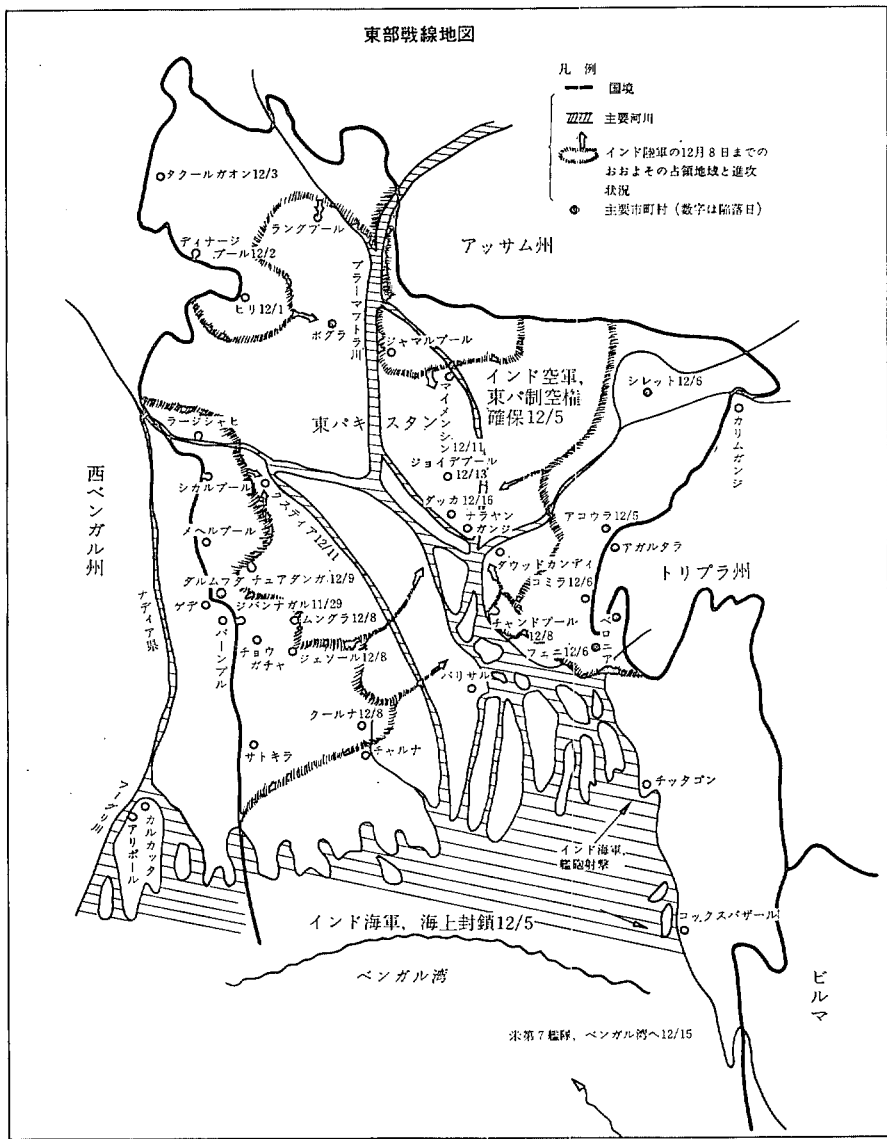 東部戦線地図
凡例
国境
主要河川
インド陸軍の12月8日までの
おおよその占領地域と進攻
状況
主要市町村（数字は陥落日）
タクールガオン12/3
ラングプール
アッサム州
ディナージ
プール12/2
ブラーマプトラ川
ヒリ12/1
ボグラ
ジャマルプール
マイメンシン
12/11
インド空軍，
東パ制空権
確保12/5
シレット12/6
カリムガンジ
ラージシャヒ
東パキスタン
ジョイデプール
12/13
西ベンガル州
シカルプール
クスティア12/11
ダッカ12/16
ナラヤン
ガンジ
アコウラ12/5
メヘルプール
アガルタラ
ダウッドカンディ
トリプラ州
ナディア県
ダルムフタ
チュアダンガ12/9
コミラ12/6
ゲデ
ジバンナガル11/29
ムングラ12/8
チャンドプール
12/8
ベロニア
バーンプル
チョウ
ガチャ
ジェソール12/8
フェニ12/6
バリサル
クールナ12/8
サトキラ
チャルナ
チッタゴン
フーグリ川
カルカッタ
アリポール
インド海軍，
艦砲射撃
インド海軍、海上封鎖12/5
コックスバザール
ベンガル湾
ビルマ
米第7艦隊，ベンガル湾へ12/15